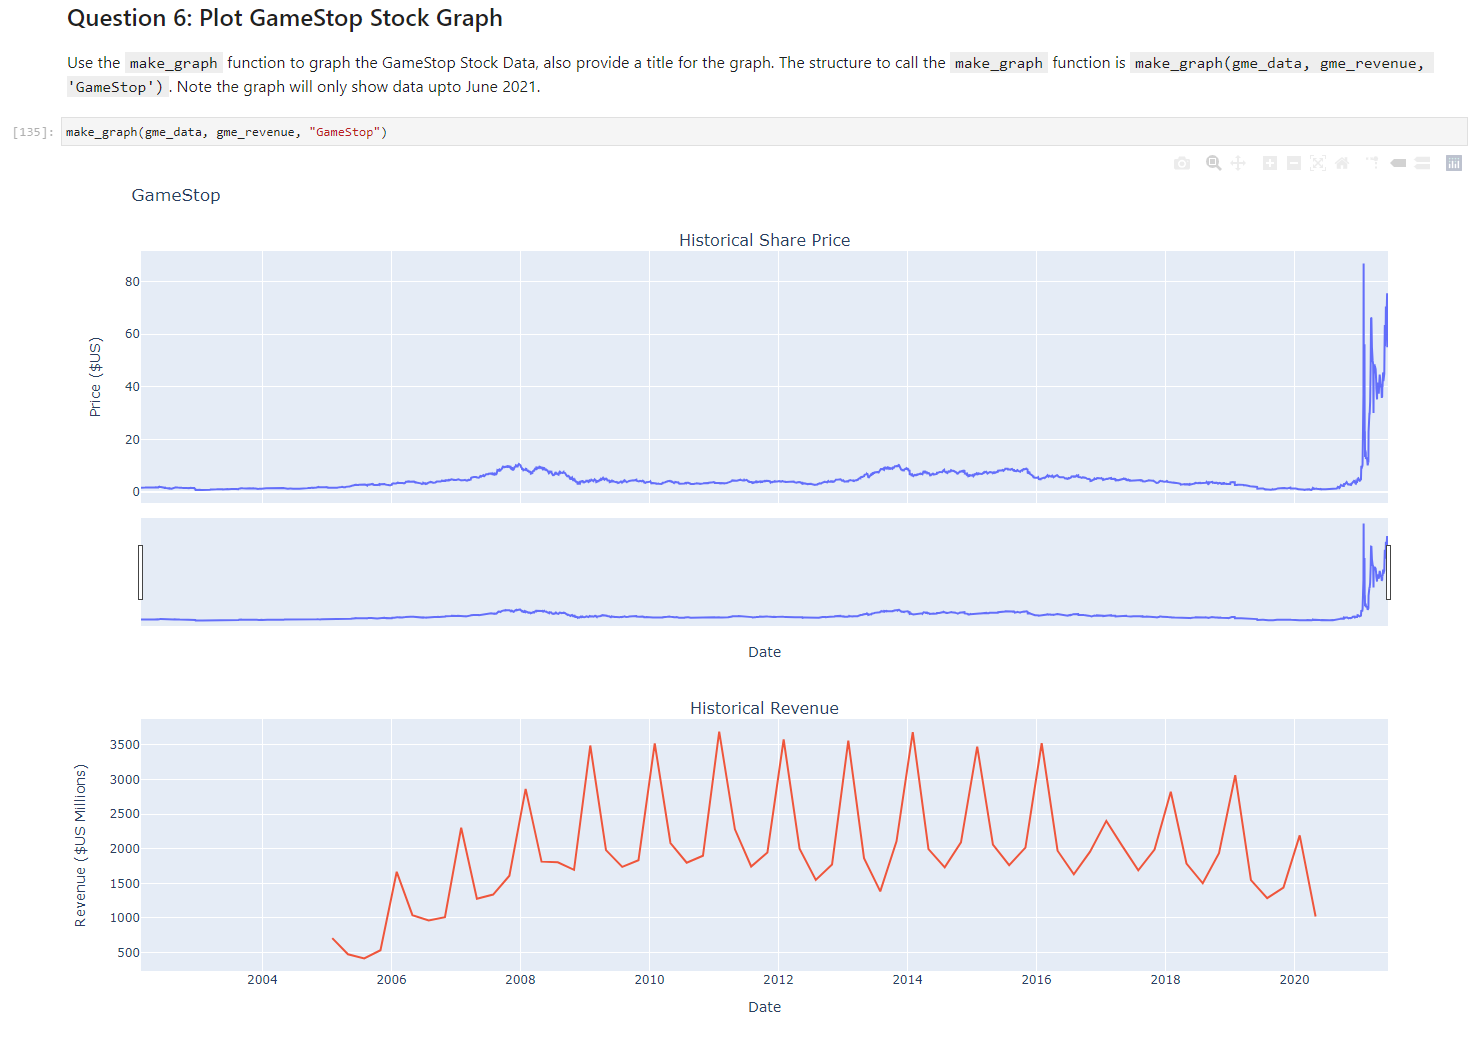 Question 6: Plot GameStop Stock Graph
Use the make_graph function to graph the GameStop Stock Data, also provide a title for the graph. The structure to call the make_graph function is make_graph(gme_data, gme_revenue,
'GameStop'). Note the graph will only show data upto June 2021.
[135]: make_graph(gme_data, gme_revenue, "GameStop")
GameStop
Historical Share Price
80
60
40
20
0
Price ($US)
Date
Historical Revenue
3500
3000
2500
2000
1500
1000
500
Revenue ($US Millions)
2004 2006 2008 2010 2012 2014 2016 2018 2020
Date